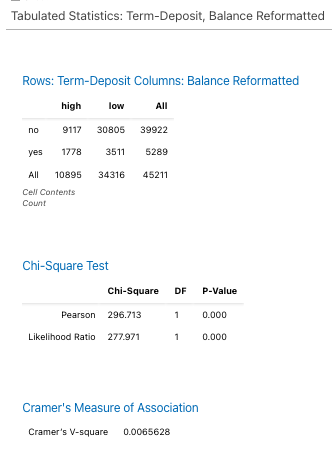 Tabulated Statistics: Term-Deposit, Balance Reformatted
Rows: Term-Deposit Columns: Balance Reformatted
high low All
no 9117 30805 39922
yes 1778 3511 5289
All 10895 34316 45211
Cell Contents
Count
Chi-Square Test
Chi-Square DF P-Value
Pearson 296.713 1 0.000
Likelihood Ratio 277.971 1 0.000
Cramer's Measure of Association
Cramer's V-square 0.0065628